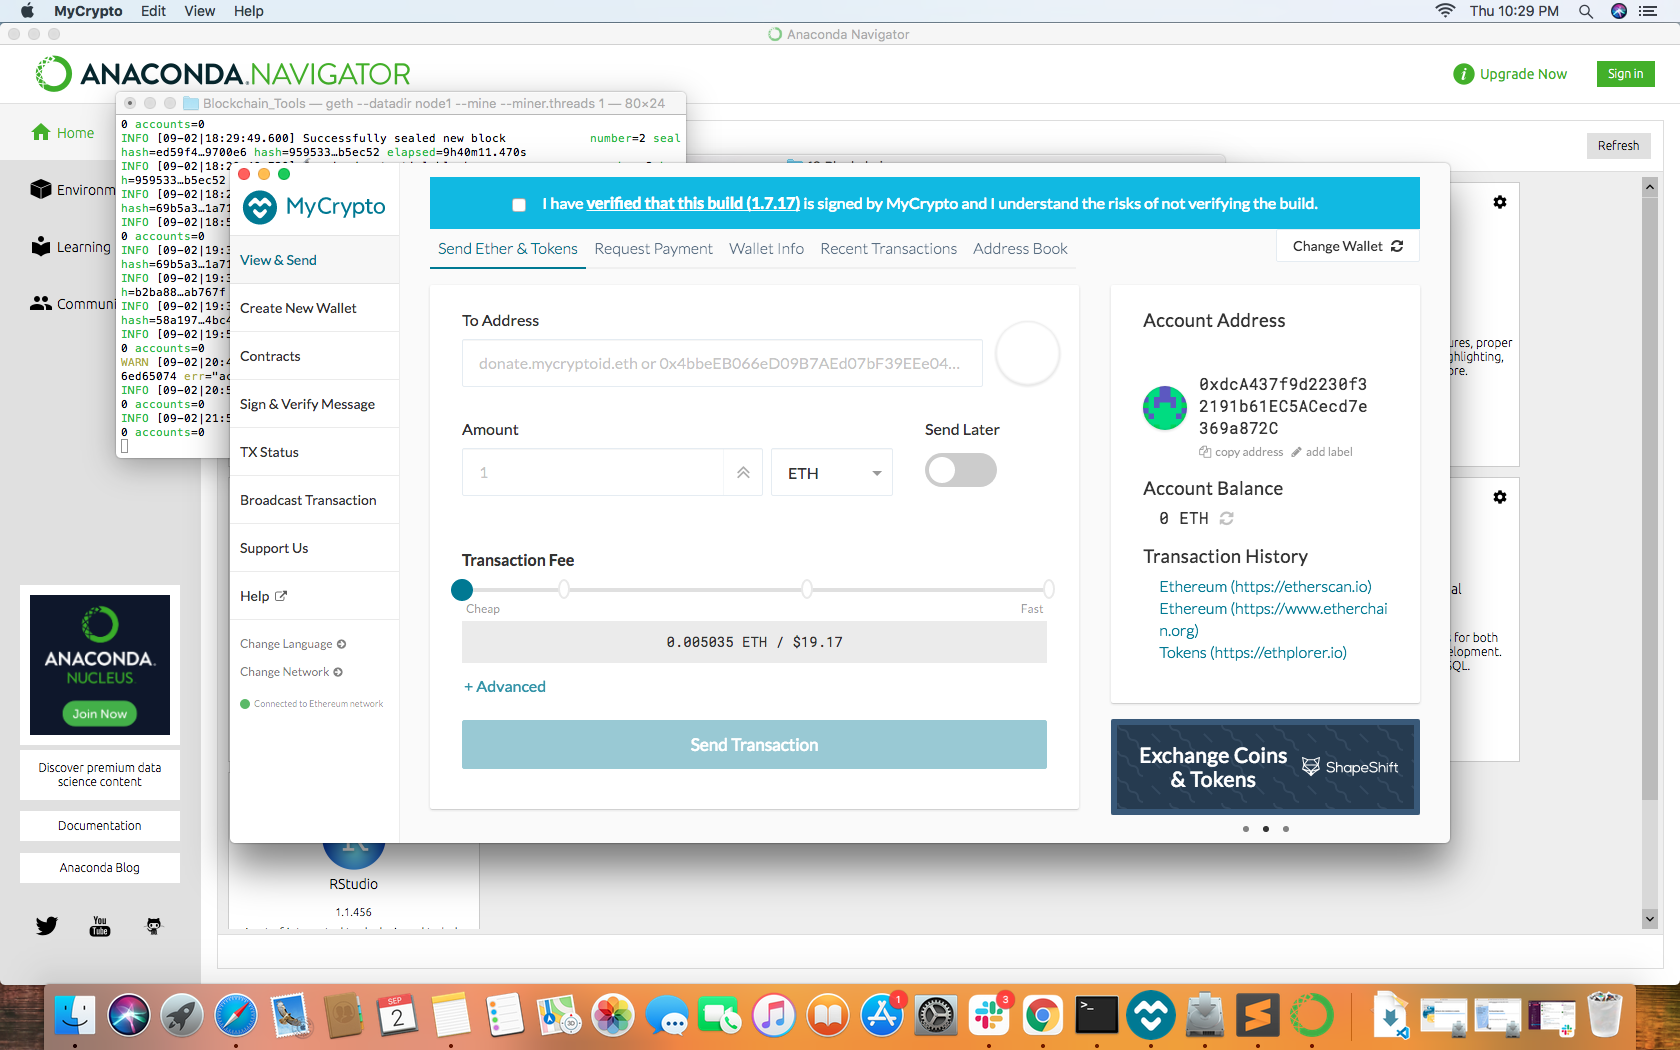 MyCrypto Edit View Help
Thu 10:29 PM
Anaconda Navigator
ANACONDA.NAVIGATOR
Upgrade Now
Sign in
Blockchain_Tools — geth --datadir node1 --mine --miner.threads 1 — 80×24
0 accounts=0
INFO [09-02|18:29:49.600] Successfully sealed new block number=2 seal
hash=ed59f4…9700e6 hash=959533…b5ec52 elapsed=9h40m11.470s
h=959533…b5ec52
INFO [09-02|18:2
hash=69b5a3…1a71
INFO [09-02|18:5
0 accounts=0
INFO [09-02|19:3
hash=69b5a3…1a71
INFO [09-02|19:3
h=b2ba88…ab767f
INFO [09-02|19:3
hash=58a197…4bc4
INFO [09-02|19:5
0 accounts=0
WARN [09-02|20:4
6ed65074 err="ac
INFO [09-02|20:5
0 accounts=0
INFO [09-02|21:5
0 accounts=0
Home
Environm
Learning
Communi
Refresh
MyCrypto
View & Send
Create New Wallet
Contracts
Sign & Verify Message
TX Status
Broadcast Transaction
Support Us
Help
Change Language
Change Network
Connected to Ethereum network
I have verified that this build (1.7.17) is signed by MyCrypto and I understand the risks of not verifying the build.
Send Ether & Tokens Request Payment Wallet Info Recent Transactions Address Book
Change Wallet
To Address
donate.mycryptoid.eth or 0x4bbeEB066eD09B7AEd07bF39EEe04...
Amount
Send Later
1
ETH
Transaction Fee
Cheap
Fast
0.005035 ETH / $19.17
+ Advanced
Send Transaction
Account Address
0xdcA437f9d2230f3
2191b61EC5ACecd7e
369a872C
copy address add label
Account Balance
0 ETH
Transaction History
Ethereum (https://etherscan.io)
Ethereum (https://www.etherchai
n.org)
Tokens (https://ethplorer.io)
Exchange Coins
& Tokens
ShapeShift
ures, proper
ghlighting,
ore.
al
s for both
elopment.
SQL.
ANACONDA.
NUCLEUS
Join Now
Discover premium data
science content
Documentation
Anaconda Blog
You
Tube
RStudio
1.1.456
SEP
2
3D
1
3